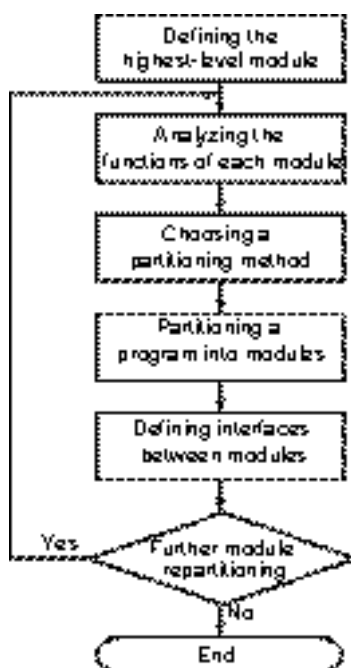 Defining the
highest-level module
Analyzing the
functions of each module
Choosing a
partitioning method
Partitioning a
program into modules
Defining interfaces
between modules
Further module
repartitioning
Yes
No
End